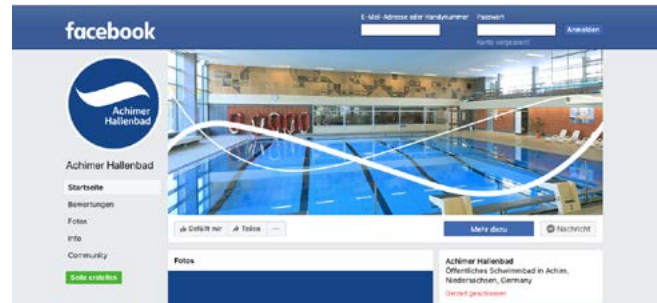 facebook
E-Mail-Adresse oder Handynummer
Passwort
Anmelden
Konto vergessen?
Achimer
Hallenbad
Achimer Hallenbad
Startseite
Bewertungen
Fotos
Info
Community
Seite erstellen
Gefällt mir
Teilen
Mehr dazu
Nachricht
Fotos
Achimer Hallenbad
Öffentliches Schwimmbad in Achim,
Niedersachsen, Germany
Derzeit geschlossen